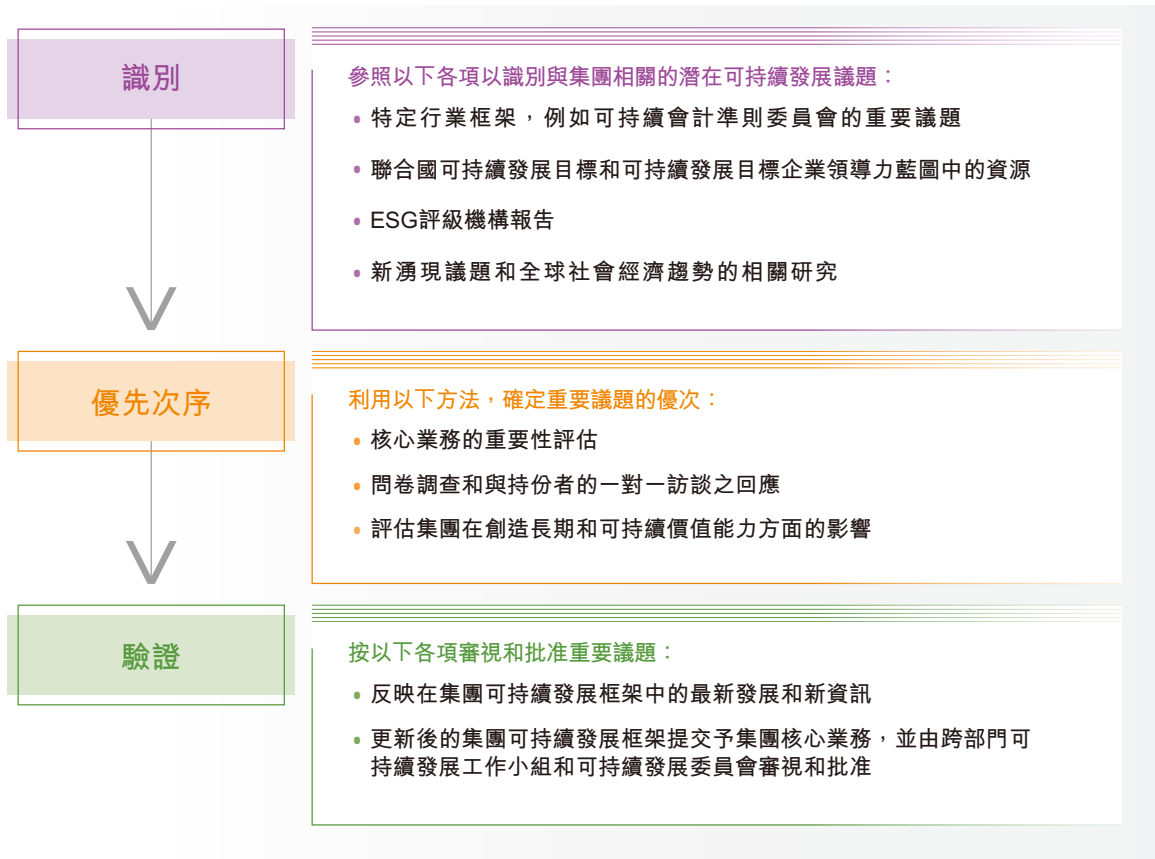 識別
參照以下各項以識別與集團相關的潛在可持續發展議題：
• 特定行業框架，例如可持續會計準則委員會的重要議題
• 聯合國可持續發展目標和可持續發展目標企業領導力藍圖中的資源
• ESG評級機構報告
• 新湧現議題和全球社會經濟趨勢的相關研究
優先次序
利用以下方法，確定重要議題的優次：
• 核心業務的重要性評估
• 問卷調查和與持份者的一對一訪談之回應
• 評估集團在創造長期和可持續價值能力方面的影響
驗證
按以下各項審視和批准重要議題：
• 反映在集團可持續發展框架中的最新發展和新資訊
• 更新後的集團可持續發展框架提交予集團核心業務，並由跨部門可
持續發展工作小組和可持續發展委員會審視和批准